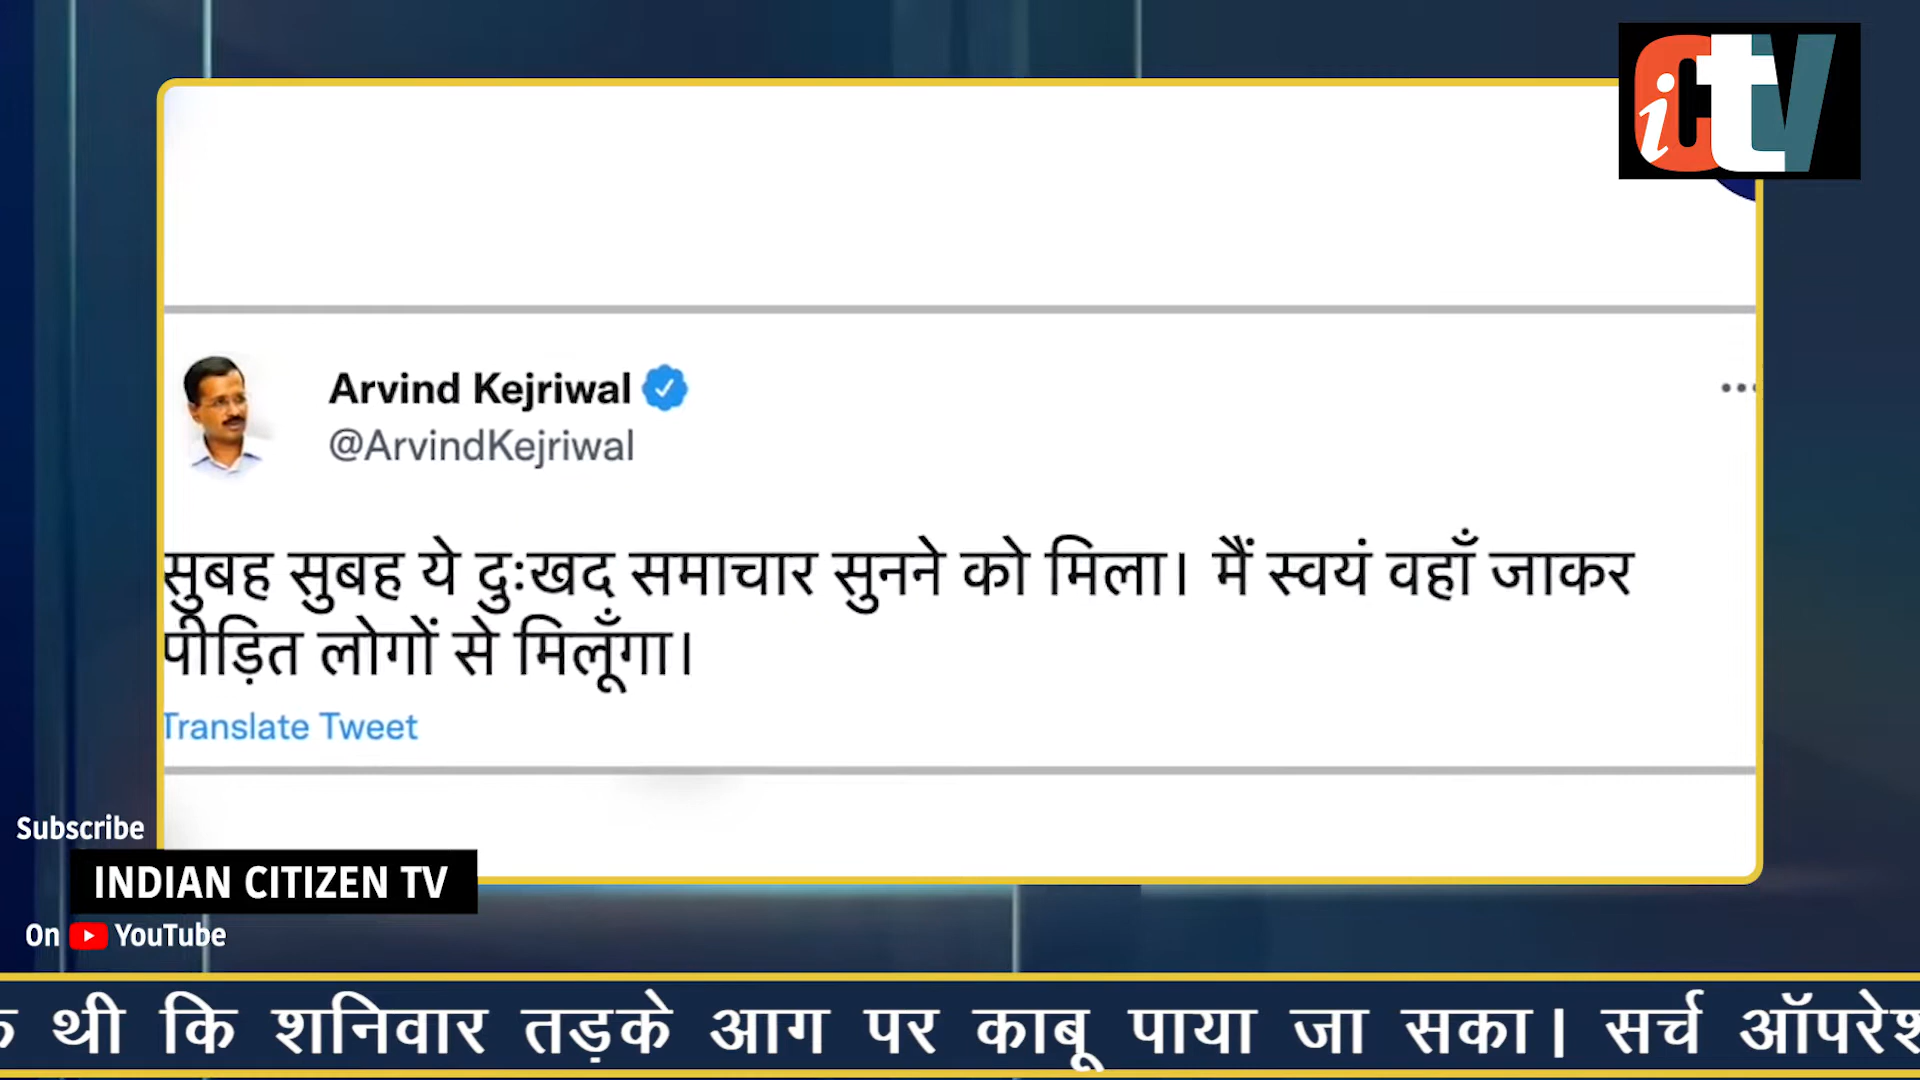 iCtv
Arvind Kejriwal
@ArvindKejriwal
सुबह सुबह ये दुःखद समाचार सुनने को मिला। मैं स्वयं वहाँ जाकर
पीड़ित लोगों से मिलूँगा।
Translate Tweet
Subscribe
INDIAN CITIZEN TV
On YouTube
थी कि शनिवार तड़के आग पर काबू पाया जा सका। सर्च